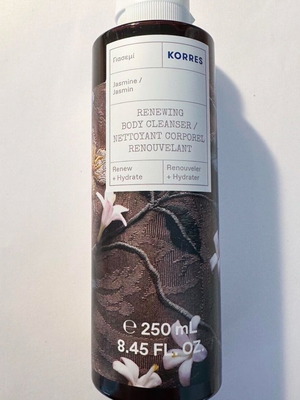 Γιασεμί
KORRES
Jasmine /
Jasmin
RENEWING
BODY CLEANSER /
NETTOYANT CORPOREL
RENOUVELANT
Renew
+ Hydrate
Renouveler
+ Hydrater
℮ 250 mL
8.45 FL. OZ.